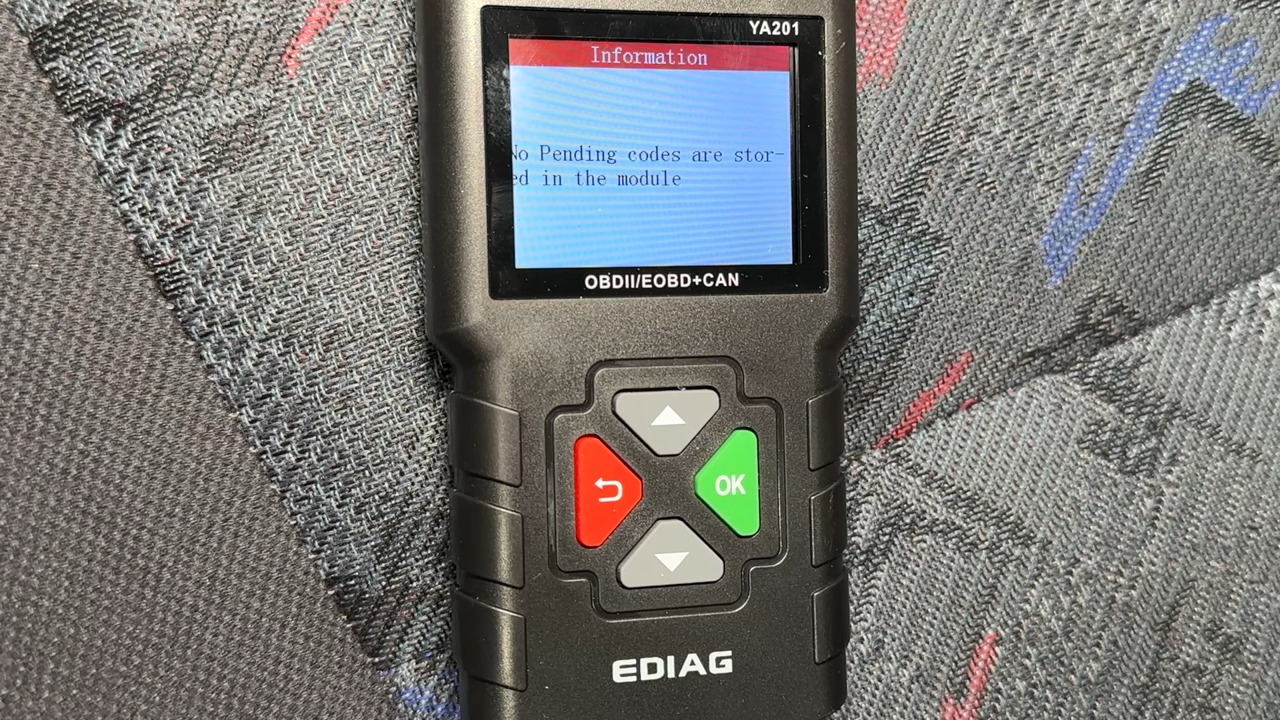 YA201
Information
No Pending codes are stor-
ed in the module
OBDII/EOBD+CAN
OK
EDIAG